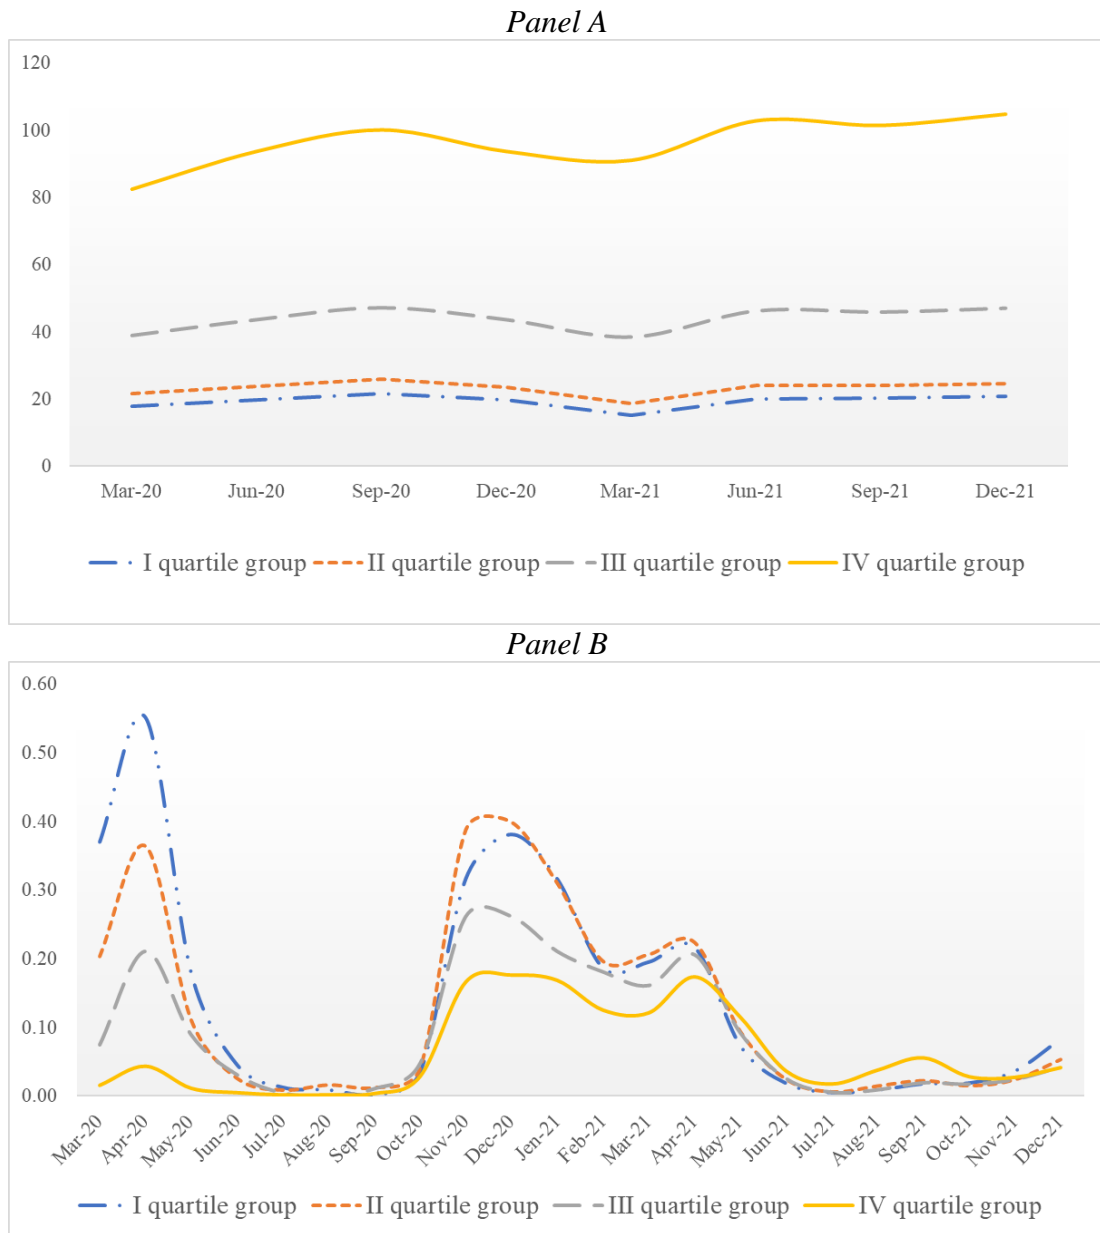 Panel A
120
100
80
60
40
20
0
Mar-20 Jun-20 Sep-20 Dec-20 Mar-21 Jun-21 Sep-21 Dec-21
I quartile group II quartile group III quartile group IV quartile group
Panel B
0.60
0.50
0.40
0.30
0.20
0.10
0.00
Mar-20 Apr-20 May-20 Jun-20 Jul-20 Aug-20 Sep-20 Oct-20 Nov-20 Dec-20 Jan-21 Feb-21 Mar-21 Apr-21 May-21 Jun-21 Jul-21 Aug-21 Sep-21 Oct-21 Nov-21 Dec-21
I quartile group II quartile group III quartile group IV quartile group